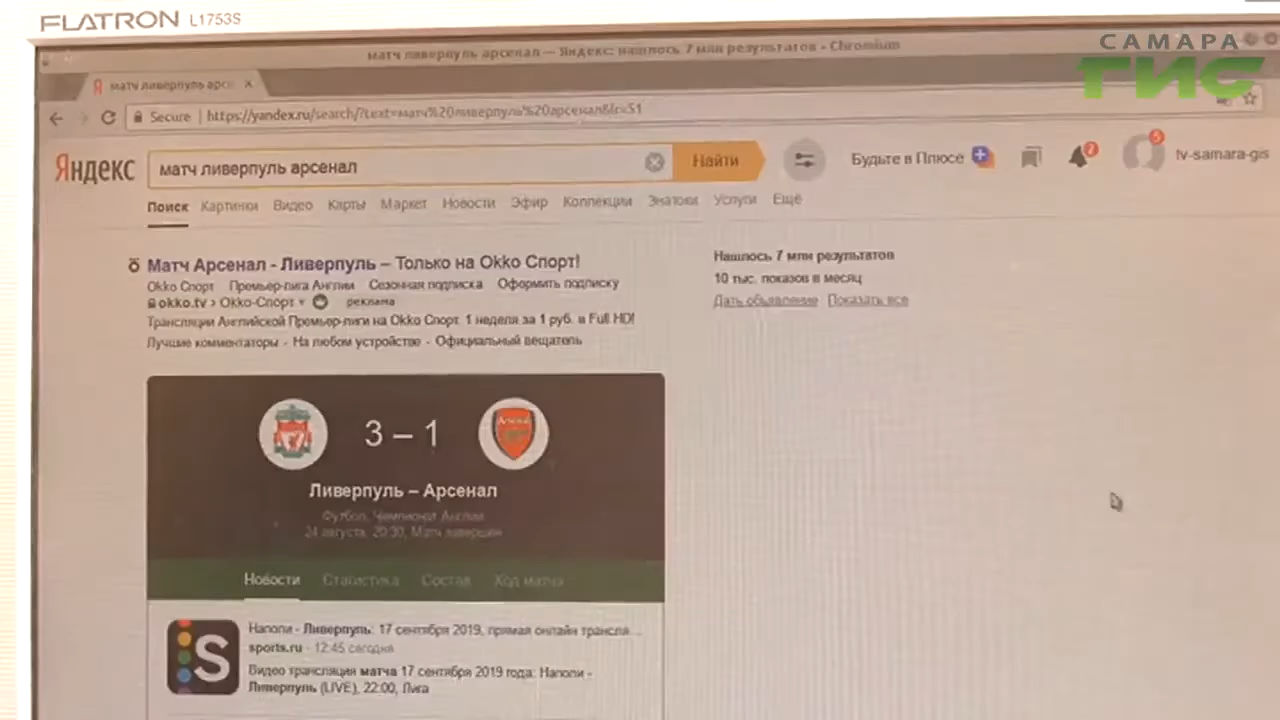 FLATRON L1753S
матч ливерпуль арсенал — Яндекс: нашлось 7 млн результатов - Chromium
САМАРА
ГИС
матч ливерпуль арсе
Secure https://yandex.ru/search/?text=матч%20ливерпуль%20арсенал&lr=51
Яндекс
матч ливерпуль арсенал
Найти
Будьте в Плюсе
2
5
tv-samara-gis
Поиск Картинки Видео Карты Маркет Новости Эфир Коллекции Знатоки Услуги Ещё
Матч Арсенал - Ливерпуль – Только на Okko Спорт!
Okko Спорт Премьер-лига Англии Сезонная подписка Оформить подписку
okko.tv › Okko-Спорт реклама
Трансляции Английской Премьер-лиги на Okko Спорт. 1 неделя за 1 руб. в Full HD!
Лучшие комментаторы - На любом устройстве - Официальный вещатель
Нашлось 7 млн результатов
10 тыс. показов в месяц
Дать объявление Показать все
3 – 1
Arsenal
Ливерпуль – Арсенал
Футбол, Чемпионат Англии
24 августа, 20:30, Матч завершен
Новости Статистика Состав Ход матча
S
Наполи - Ливерпуль: 17 сентября 2019, прямая онлайн трансля...
sports.ru - 12:45 сегодня
Видео трансляция матча 17 сентября 2019 года: Наполи -
Ливерпуль (LIVE), 22:00, Лига